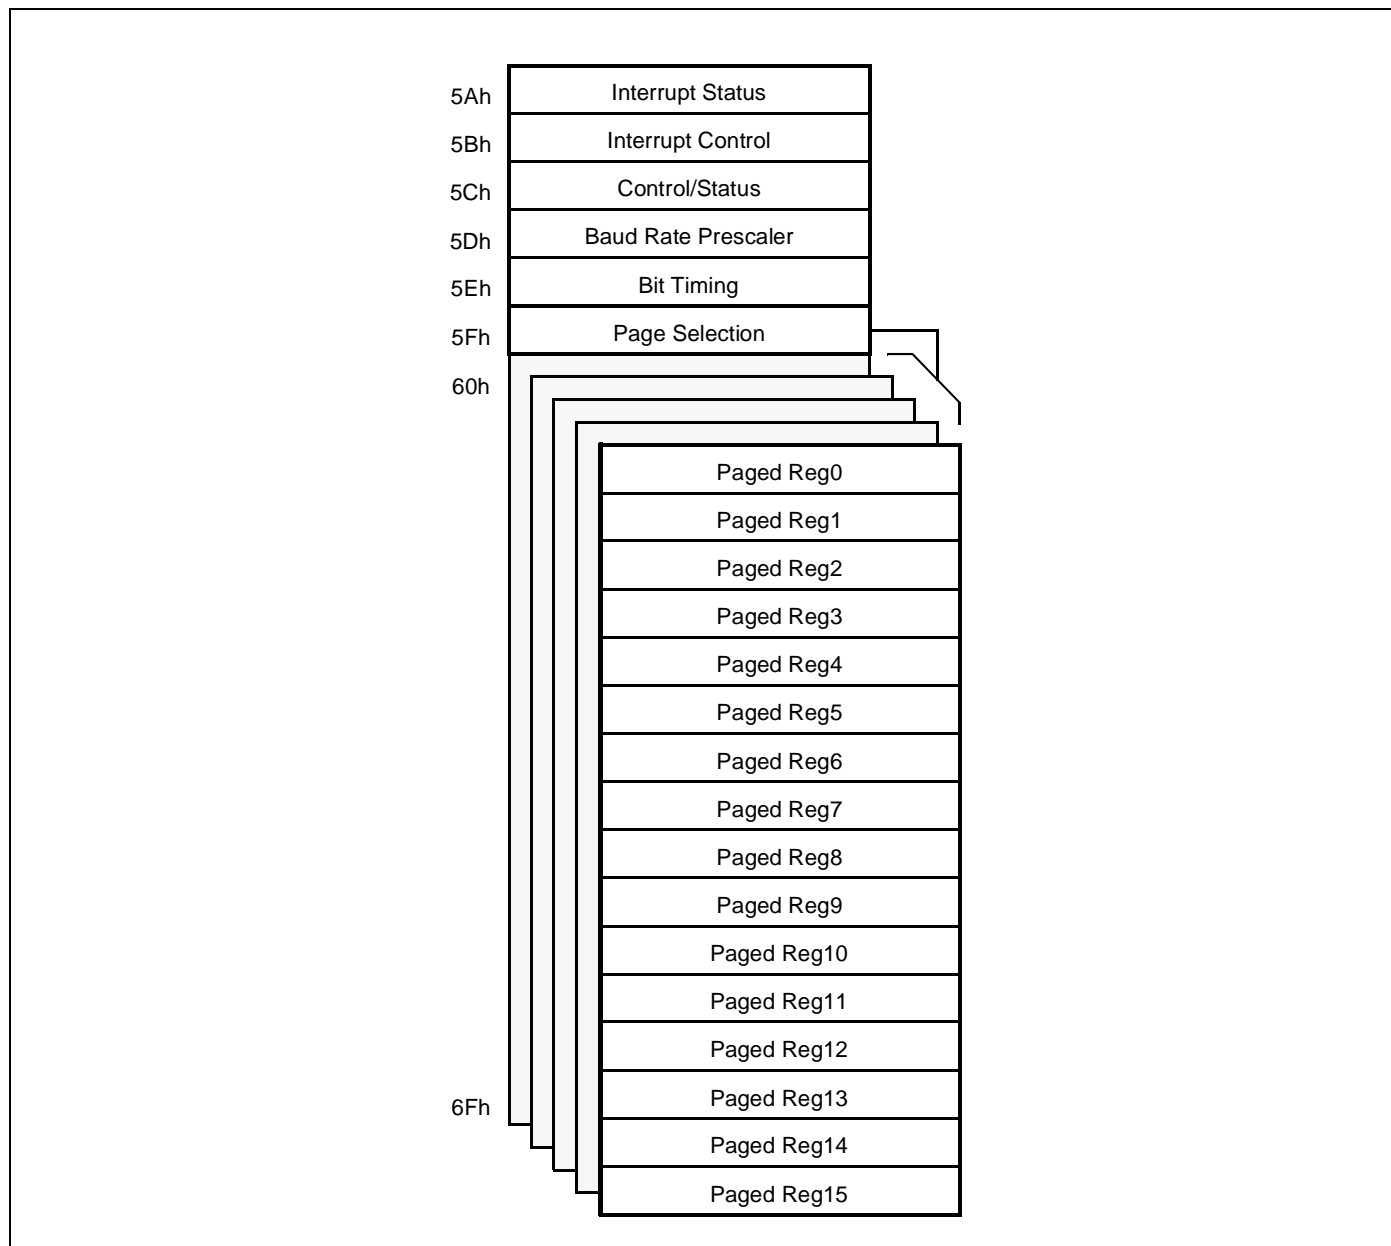 5Ah Interrupt Status
5Bh Interrupt Control
5Ch Control/Status
5Dh Baud Rate Prescaler
5Eh Bit Timing
5Fh Page Selection
60h
Paged Reg0
Paged Reg1
Paged Reg2
Paged Reg3
Paged Reg4
Paged Reg5
Paged Reg6
Paged Reg7
Paged Reg8
Paged Reg9
Paged Reg10
Paged Reg11
Paged Reg12
6Fh Paged Reg13
Paged Reg14
Paged Reg15